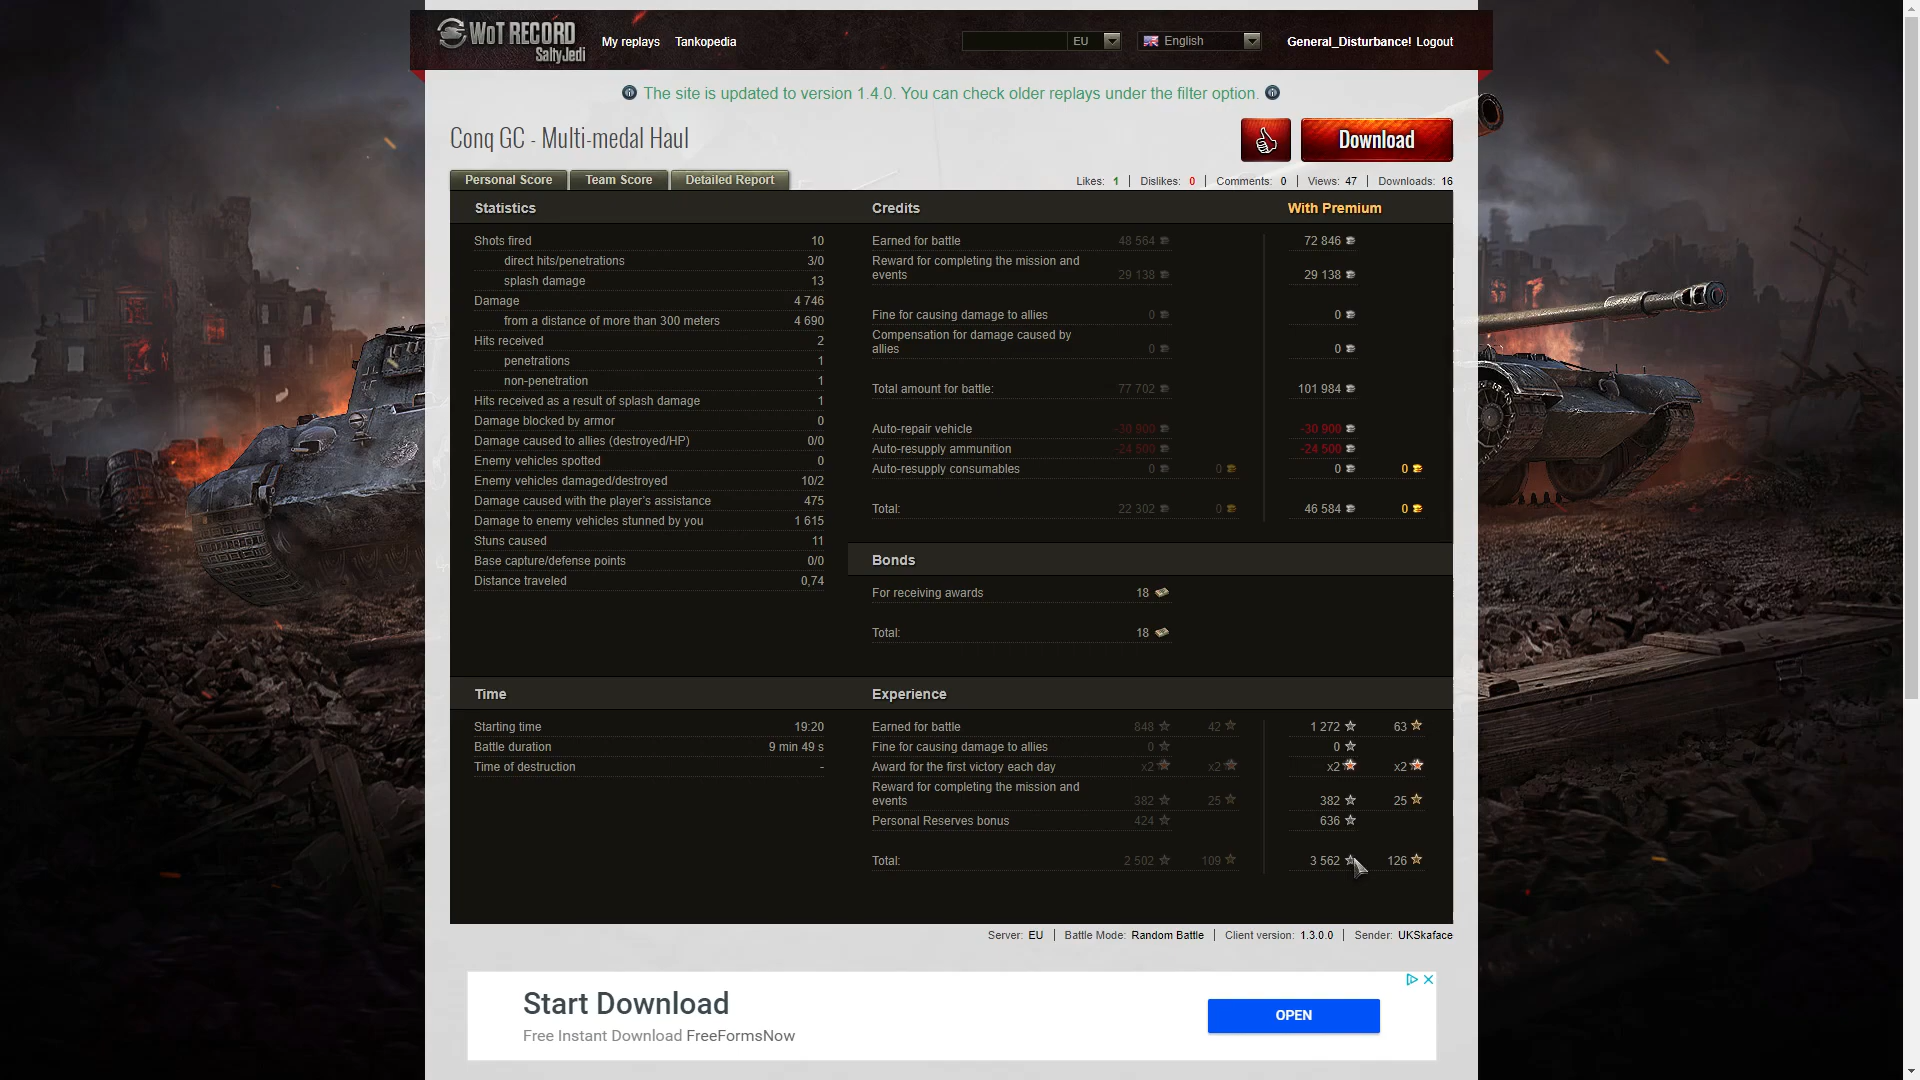 WoT RECORD
SaltyJedi
My replays Tankopedia
EU
English
General_Disturbance! Logout
The site is updated to version 1.4.0. You can check older replays under the filter option.
Conq GC - Multi-medal Haul
Download
Personal Score Team Score Detailed Report
Likes: 1 | Dislikes: 0 | Comments: 0 | Views: 47 | Downloads: 16
Statistics
Shots fired 10
direct hits/penetrations 3/0
splash damage 13
Damage 4 746
from a distance of more than 300 meters 4 690
Hits received 2
penetrations 1
non-penetration 1
Hits received as a result of splash damage 1
Damage blocked by armor 0
Damage caused to allies (destroyed/HP) 0/0
Enemy vehicles spotted 0
Enemy vehicles damaged/destroyed 10/2
Damage caused with the player's assistance 475
Damage to enemy vehicles stunned by you 1 615
Stuns caused 11
Base capture/defense points 0/0
Distance traveled 0,74
Credits With Premium
Earned for battle 48 564 72 846
Reward for completing the mission and
events 29 138 29 138
Fine for causing damage to allies 0 0
Compensation for damage caused by
allies 0 0
Total amount for battle: 77 702 101 984
Auto-repair vehicle -30 900 -30 900
Auto-resupply ammunition -24 500 -24 500
Auto-resupply consumables 0 0 0 0
Total: 22 302 0 46 584 0
Bonds
For receiving awards 18
Total: 18
Time
Starting time 19:20
Battle duration 9 min 49 s
Time of destruction -
Experience
Earned for battle 848 42 1 272 63
Fine for causing damage to allies 0 0
Award for the first victory each day x2 x2 x2 x2
Reward for completing the mission and
events 382 25 382 25
Personal Reserves bonus 424 636
Total: 2 502 109 3 562 126
Server: EU | Battle Mode: Random Battle | Client version: 1.3.0.0 | Sender: UKSkaface
Start Download
Free Instant Download FreeFormsNow
OPEN